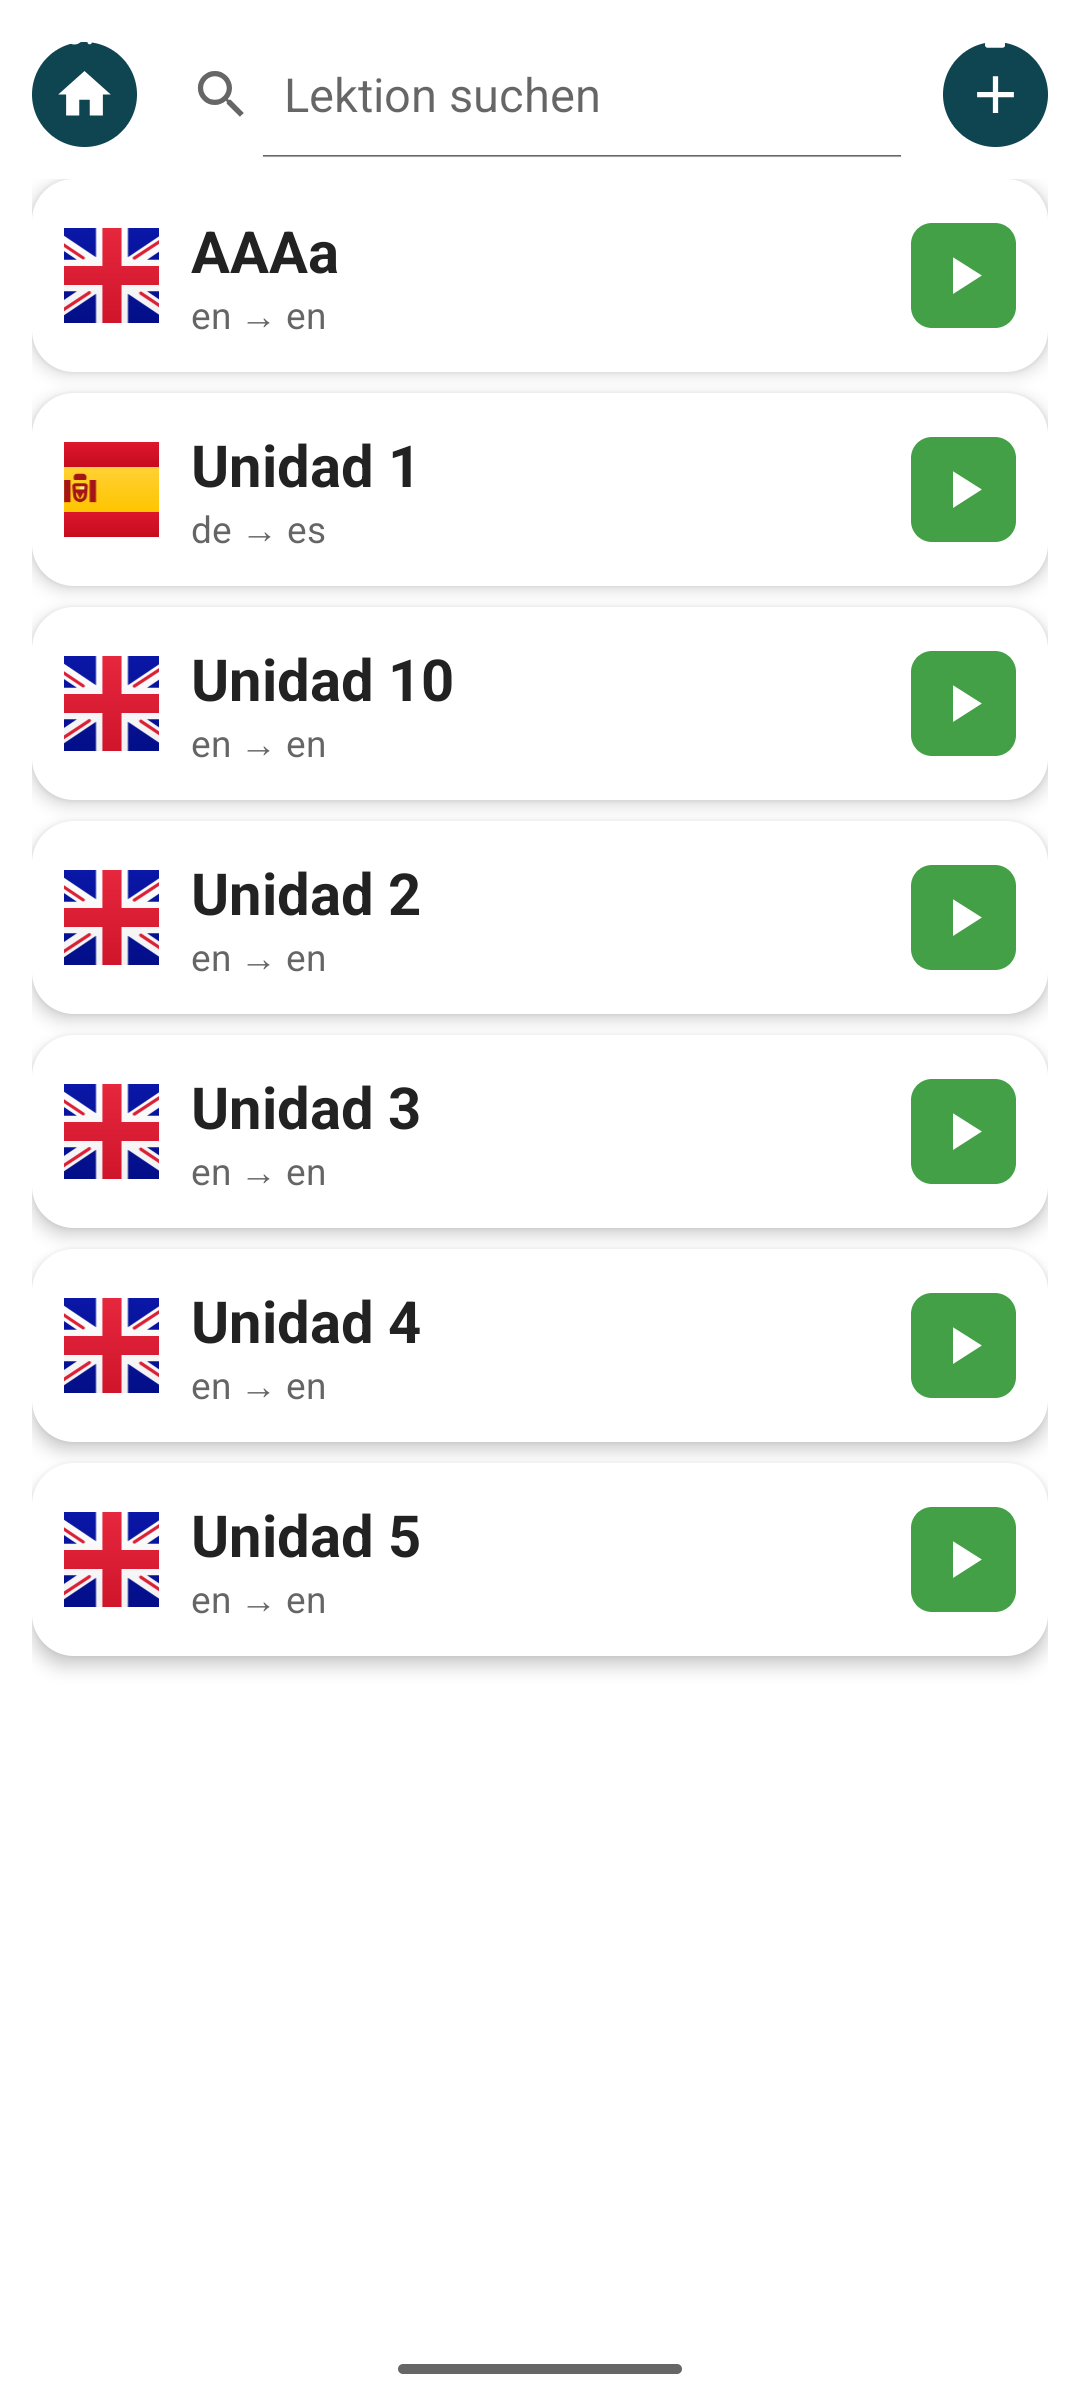 Lektion suchen
AAAa
en → en
Unidad 1
de → es
Unidad 10
en → en
Unidad 2
en → en
Unidad 3
en → en
Unidad 4
en → en
Unidad 5
en → en